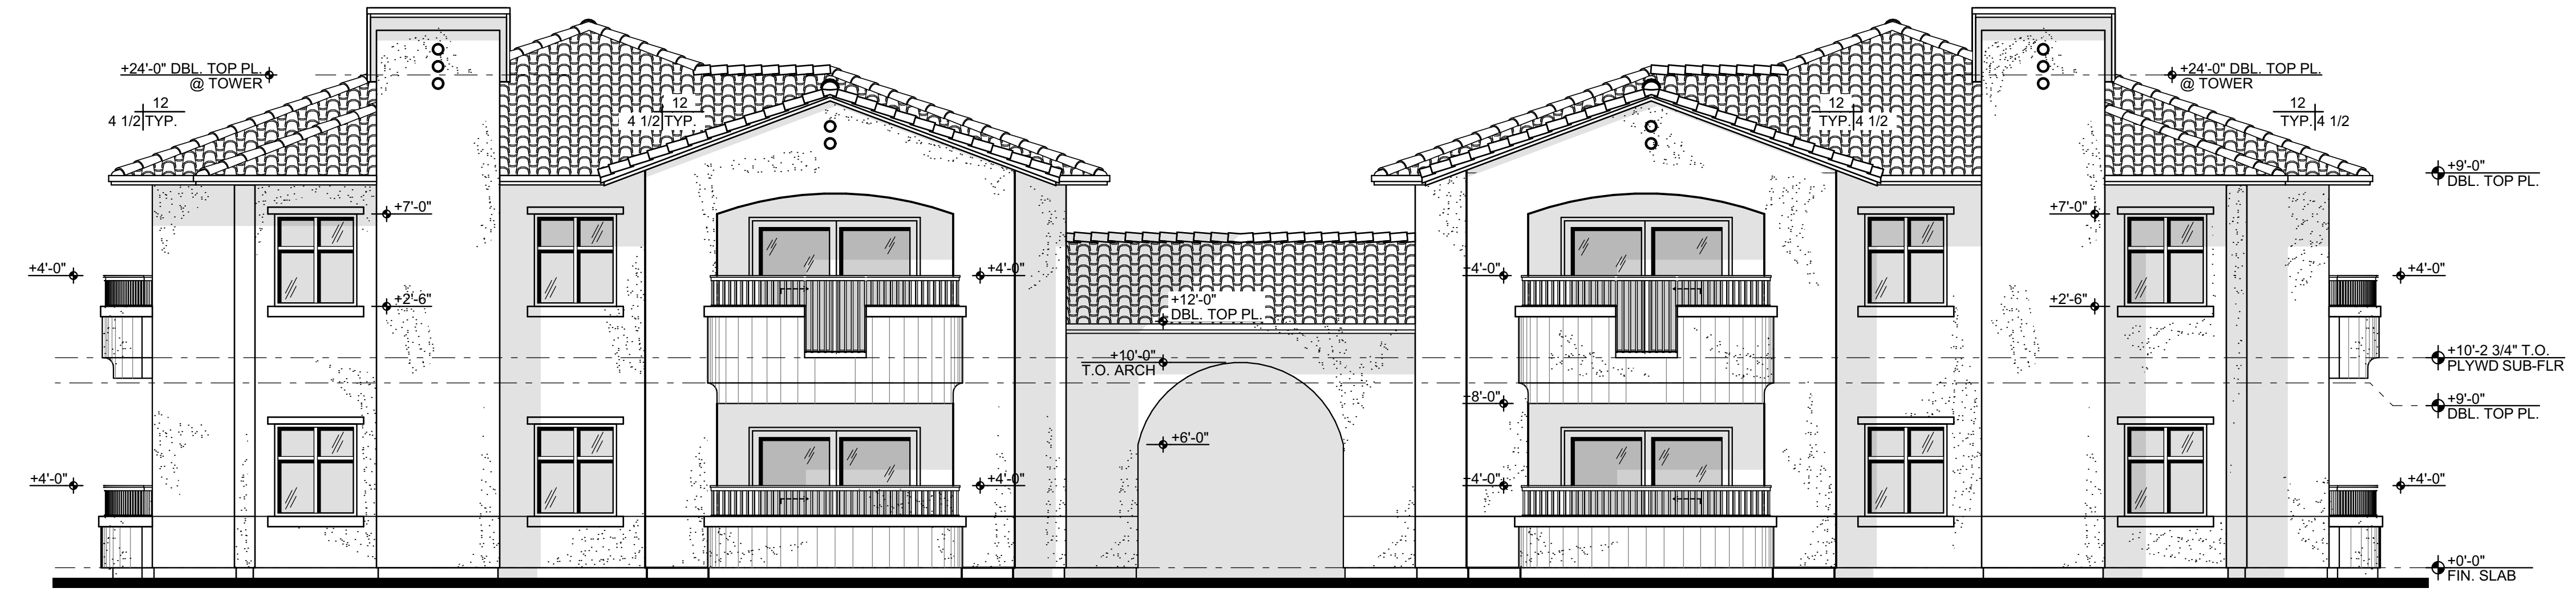 +24'-0" DBL. TOP PL.
@ TOWER
12
4 1/2 TYP.
12
4 1/2 TYP.
12
TYP. 4 1/2
+24'-0" DBL. TOP PL.
@ TOWER
12
TYP. 4 1/2
+9'-0"
DBL. TOP PL.
+7'-0"
+7'-0"
+4'-0"
+4'-0"
+4'-0"
+4'-0"
+2'-6"
+12'-0"
DBL. TOP PL.
+2'-6"
+10'-0"
T.O. ARCH
+10'-2 3/4" T.O.
PLYWD SUB-FLR
+8'-0"
+9'-0"
DBL. TOP PL.
+6'-0"
+4'-0"
+4'-0"
+4'-0"
+4'-0"
+0'-0"
FIN. SLAB